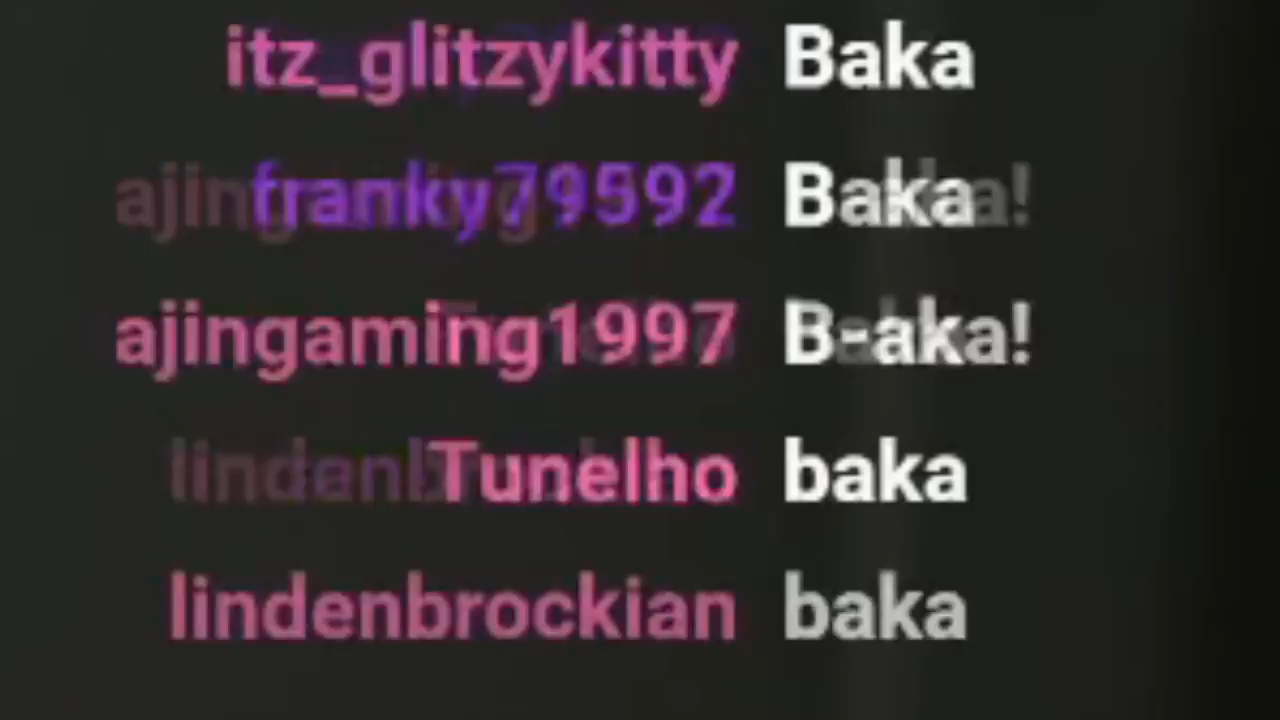 itz_glitzykitty Baka
franky79592 Baka
ajingaming1997 B-aka!
Tunelho baka
lindenbrockian baka